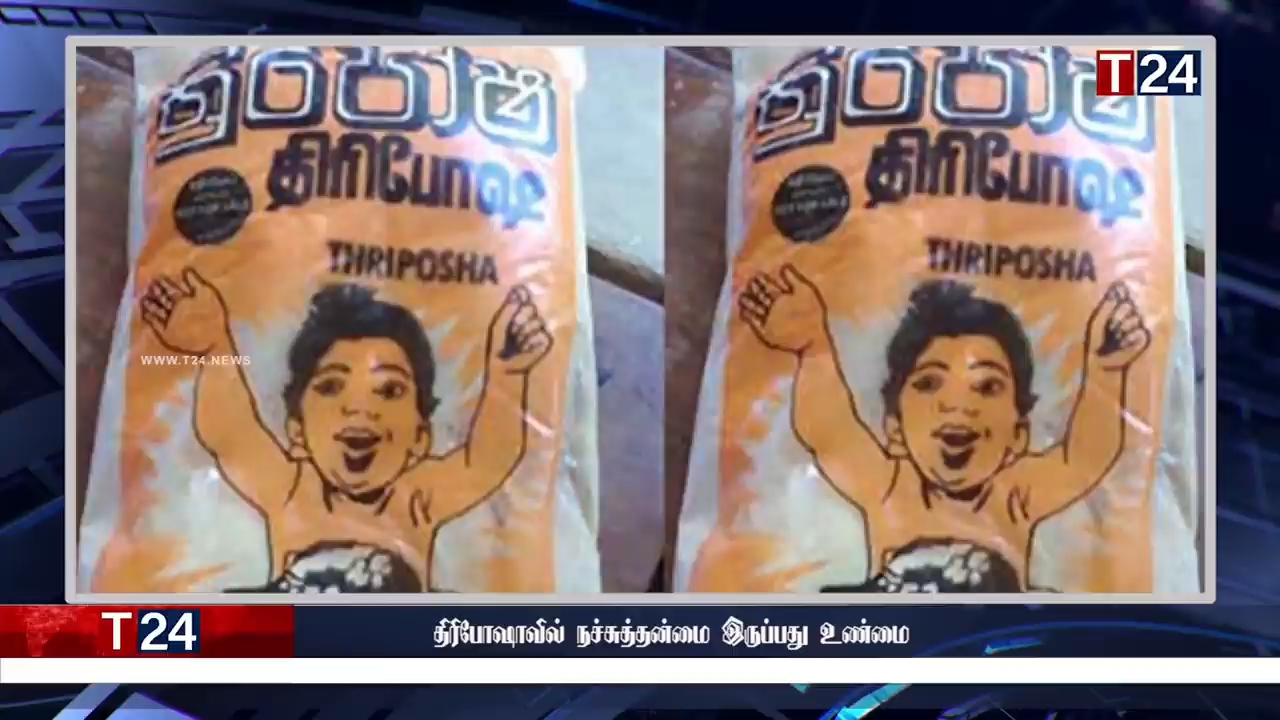 T24
திரிபோஷ
THRIPOSHA
திரிபோஷ
THRIPOSHA
WWW.T24.NEWS
T24
திரிபோஷாவில் நச்சுத்தன்மை இருப்பது உண்மை